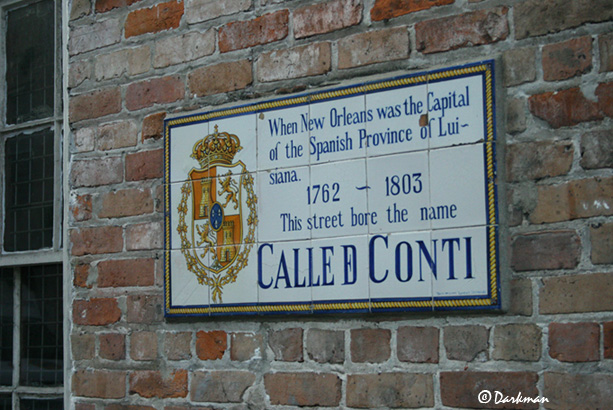 When New Orleans was the Capital
of the Spanish Province of Lui-
siana.
1762 - 1803
This street bore the name
CALLE D CONTI
© Darkman